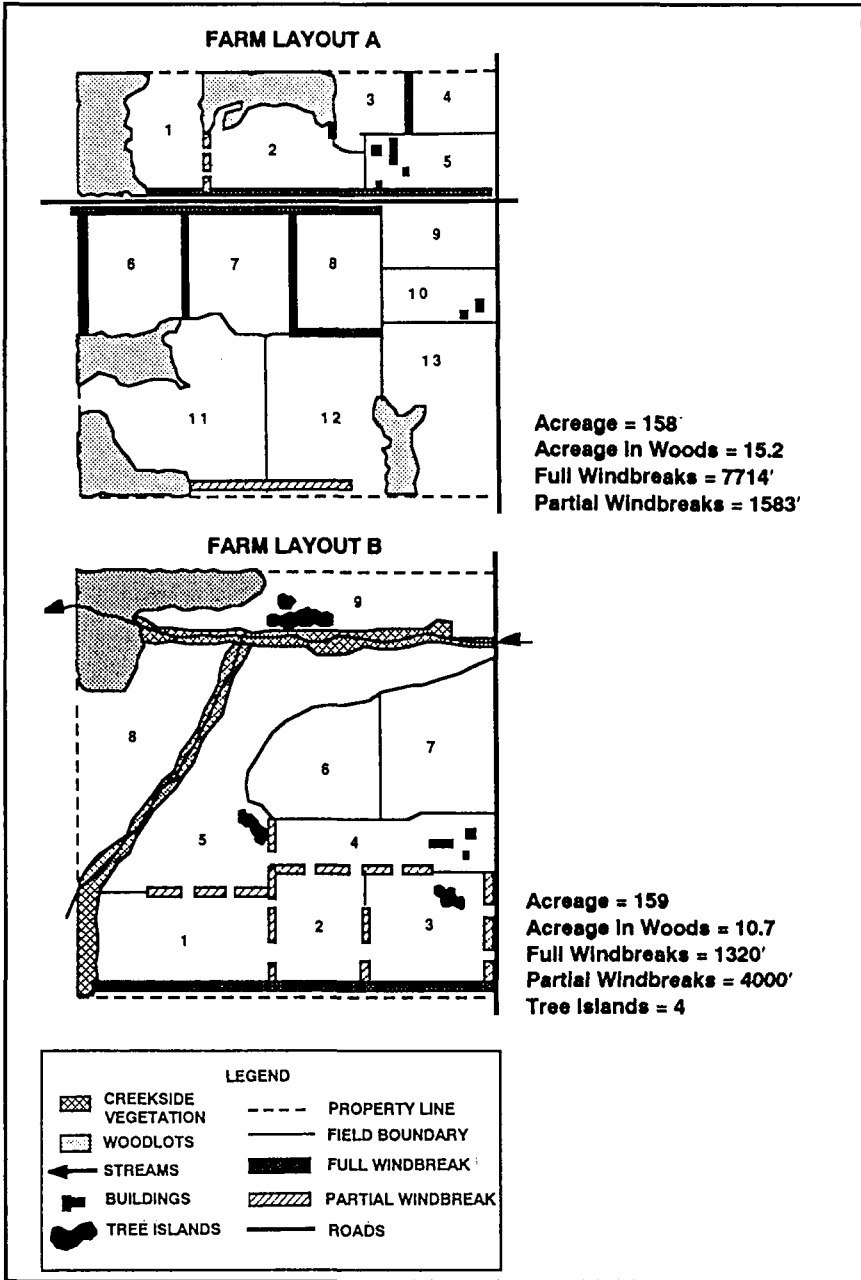 FARM LAYOUT A
1
2
3
4
5
6
7
8
9
10
11
12
13
Acreage = 158
Acreage In Woods = 15.2
Full Windbreaks = 7714'
Partial Windbreaks = 1583'
FARM LAYOUT B
9
8
7
6
5
4
1
2
3
Acreage = 159
Acreage In Woods = 10.7
Full Windbreaks = 1320'
Partial Windbreaks = 4000'
Tree Islands = 4
LEGEND
CREEKSIDE
VEGETATION
WOODLOTS
STREAMS
BUILDINGS
TREE ISLANDS
PROPERTY LINE
FIELD BOUNDARY
FULL WINDBREAK
PARTIAL WINDBREAK
ROADS